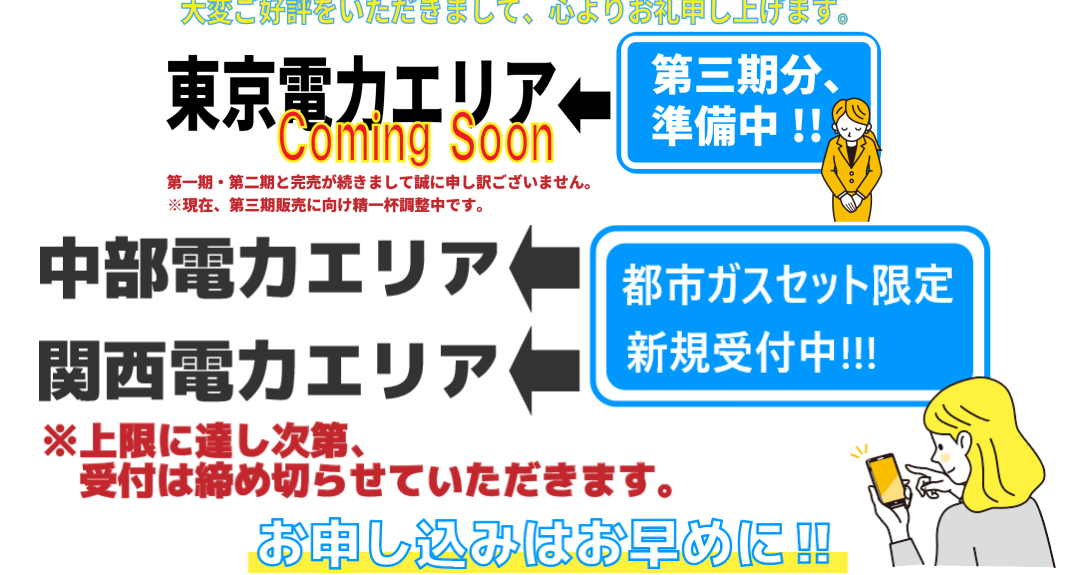 大変ご好評をいただきまして、心よりお礼申し上げます。
東京電力エリア
Coming Soon
第三期分、
準備中!!
第一期・第二期と完売が続きまして誠に申し訳ございません。
※現在、第三期販売に向け精一杯調整中です。
中部電力エリア
関西電力エリア
都市ガスセット限定
新規受付中!!!
※上限に達し次第、
受付は締め切らせていただきます。
お申し込みはお早めに!!